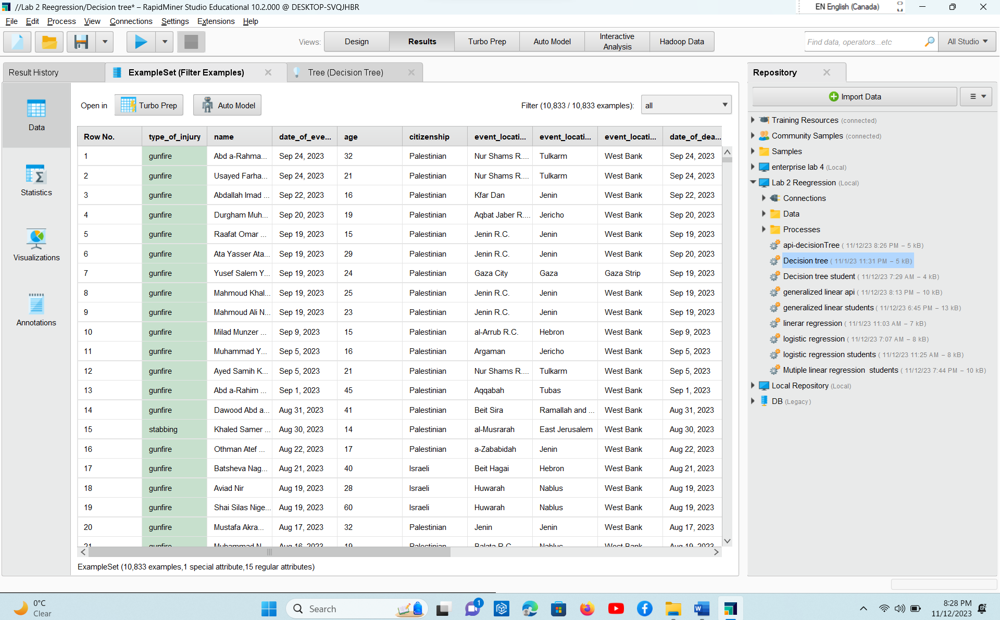 //Lab 2 Reegression/Decision tree* – RapidMiner Studio Educational 10.2.000 @ DESKTOP-SVQJHBR
EN English (Canada)
File Edit Process View Connections Settings Extensions Help
Views: Design Results Turbo Prep Auto Model Interactive Analysis Hadoop Data
Find data, operators...etc All Studio
Result History ExampleSet (Filter Examples) Tree (Decision Tree)
Data
Statistics
Visualizations
Annotations
Open in Turbo Prep Auto Model Filter (10,833 / 10,833 examples): all
Row No. type_of_injury name date_of_eve... age citizenship event_locati... event_locati... event_locati... date_of_dea...
1 gunfire Abd a-Rahma... Sep 24, 2023 32 Palestinian Nur Shams R.... Tulkarm West Bank Sep 24, 2023
2 gunfire Usayed Farha... Sep 24, 2023 21 Palestinian Nur Shams R.... Tulkarm West Bank Sep 24, 2023
3 gunfire Abdallah Imad ... Sep 22, 2023 16 Palestinian Kfar Dan Jenin West Bank Sep 22, 2023
4 gunfire Durgham Muh... Sep 20, 2023 19 Palestinian Aqbat Jaber R.... Jericho West Bank Sep 20, 2023
5 gunfire Raafat Omar ... Sep 19, 2023 15 Palestinian Jenin R.C. Jenin West Bank Sep 19, 2023
6 gunfire Ata Yasser Ata... Sep 19, 2023 29 Palestinian Jenin R.C. Jenin West Bank Sep 20, 2023
7 gunfire Yusef Salem Y... Sep 19, 2023 24 Palestinian Gaza City Gaza Gaza Strip Sep 19, 2023
8 gunfire Mahmoud Khal... Sep 19, 2023 25 Palestinian Jenin R.C. Jenin West Bank Sep 19, 2023
9 gunfire Mahmoud Ali N... Sep 19, 2023 23 Palestinian Jenin R.C. Jenin West Bank Sep 19, 2023
10 gunfire Milad Munzer ... Sep 9, 2023 15 Palestinian al-Arrub R.C. Hebron West Bank Sep 9, 2023
11 gunfire Muhammad Y... Sep 5, 2023 16 Palestinian Argaman Jericho West Bank Sep 5, 2023
12 gunfire Ayed Samih K... Sep 5, 2023 21 Palestinian Nur Shams R.... Tulkarm West Bank Sep 5, 2023
13 gunfire Abd a-Rahim ... Sep 1, 2023 45 Palestinian Aqqabah Tubas West Bank Sep 1, 2023
14 gunfire Dawood Abd a... Aug 31, 2023 41 Palestinian Beit Sira Ramallah and ... West Bank Aug 31, 2023
15 stabbing Khaled Samer ... Aug 30, 2023 14 Palestinian al-Musrarah East Jerusalem West Bank Aug 30, 2023
16 gunfire Othman Atef ... Aug 22, 2023 17 Palestinian a-Zababidah Jenin West Bank Aug 22, 2023
17 gunfire Batsheva Nag... Aug 21, 2023 40 Israeli Beit Hagai Hebron West Bank Aug 21, 2023
18 gunfire Aviad Nir Aug 19, 2023 28 Israeli Huwarah Nablus West Bank Aug 19, 2023
19 gunfire Shai Silas Nige... Aug 19, 2023 60 Israeli Huwarah Nablus West Bank Aug 19, 2023
20 gunfire Mustafa Akra... Aug 17, 2023 32 Palestinian Jenin Jenin West Bank Aug 17, 2023
21 gunfire Muhammad N... Aug 16, 2023 19 Palestinian Balata R.C. Nablus West Bank Aug 19, 2023
ExampleSet (10,833 examples,1 special attribute,15 regular attributes)
Repository
Import Data
Training Resources (connected)
Community Samples (connected)
Samples
enterprise lab 4 (Local)
Lab 2 Reegression (Local)
Connections
Data
Processes
api-decisionTree ( 11/12/23 8:26 PM – 5 kB)
Decision tree ( 11/1/23 11:31 PM – 5 kB)
Decision tree student ( 11/12/23 7:29 AM – 4 kB)
generalized linear api ( 11/12/23 8:13 PM – 10 kB)
generalized linear students ( 11/12/23 6:45 PM – 13 kB)
linerar regression ( 11/1/23 11:03 AM – 7 kB)
logistic regression ( 11/12/23 7:07 AM – 8 kB)
logistic regression students ( 11/12/23 11:25 AM – 8 kB)
Mutiple linear regression students ( 11/12/23 7:44 PM – 10 kB)
Local Repository (Local)
DB (Legacy)
0°C
Clear
Search
1
8:28 PM
11/12/2023